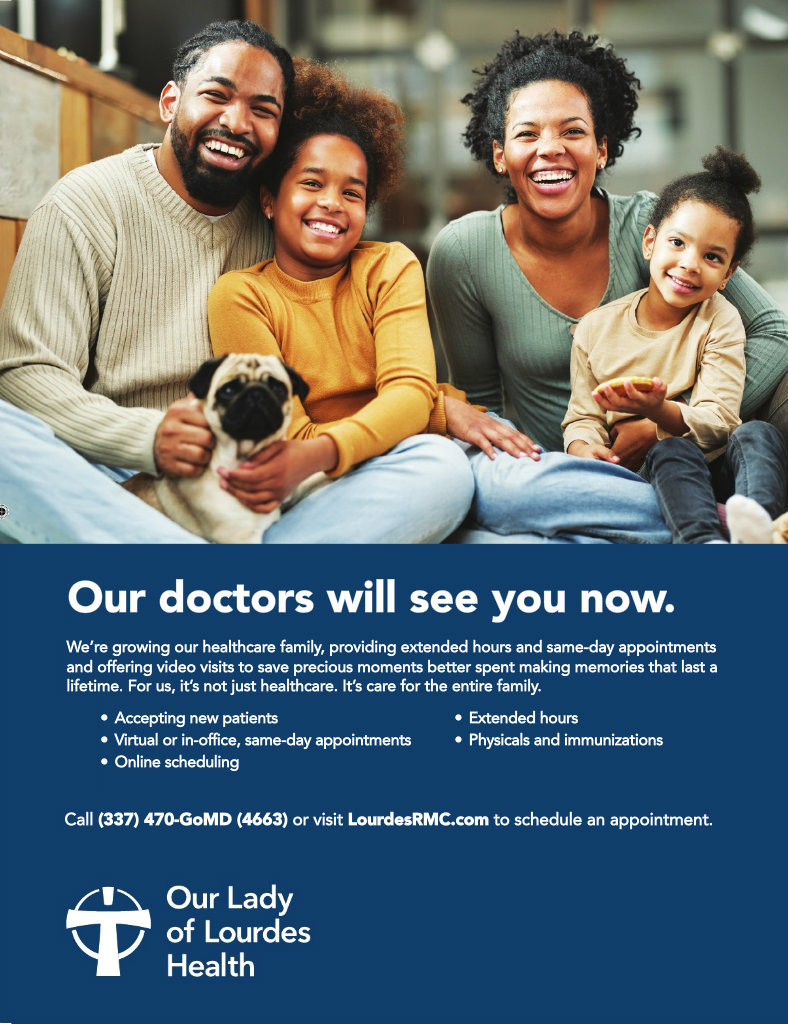 Our doctors will see you now.
We’re growing our healthcare family, providing extended hours and same-day appointments
and offering video visits to save precious moments better spent making memories that last a
lifetime. For us, it’s not just healthcare. It’s care for the entire family.
• Accepting new patients
• Virtual or in-office, same-day appointments
• Online scheduling
• Extended hours
• Physicals and immunizations
Call (337) 470-GoMD (4663) or visit LourdesRMC.com to schedule an appointment.
Our Lady
of Lourdes
Health